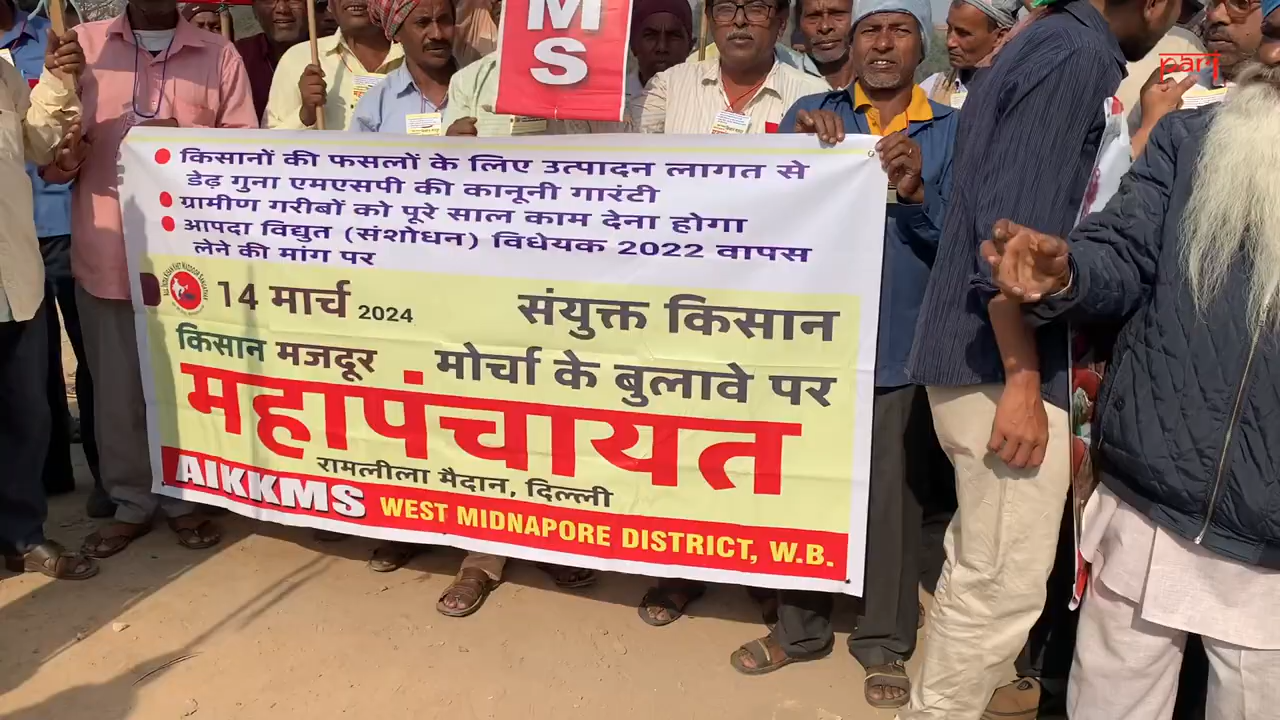 pari
M
S
किसानों की फसलों के लिए उत्पादन लागत से
डेढ़ गुना एमएसपी की कानूनी गारंटी
ग्रामीण गरीबों को पूरे साल काम देना होगा
आपदा विद्युत (संशोधन) विधेयक 2022 वापस
लेने की मांग पर
14 मार्च 2024
संयुक्त किसान
किसान मजदूर
मोर्चा के बुलावे पर
महापंचायत
रामलीला मैदान, दिल्ली
AIKKMS WEST MIDNAPORE DISTRICT, W.B.